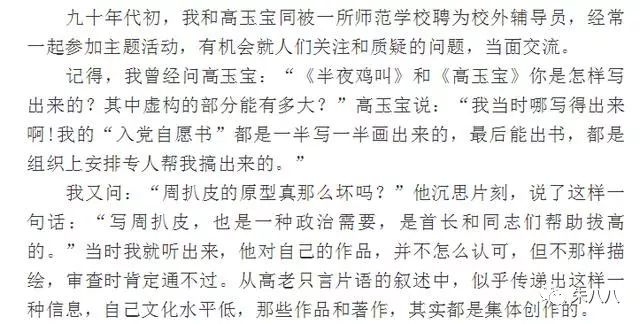 九十年代初，我和高玉宝同被一所师范学校聘为校外辅导员，经常
一起参加主题活动，有机会就人们关注和质疑的问题，当面交流。
记得，我曾经问高玉宝：“《半夜鸡叫》和《高玉宝》你是怎样写
出来的？其中虚构的部分能有多大？”高玉宝说：“我当时哪写得出来
啊!我的“入党自愿书”都是一半写一半画出来的，最后能出书，都是
组织上安排专人帮我搞出来的。”
我又问：“周扒皮的原型真那么坏吗？”他沉思片刻，说了这样一
句话：“写周扒皮，也是一种政治需要，是首长和同志们帮助拔高
的。”当时我就听出来，他对自己的作品，并不怎么认可，但不那样描
绘，审查时肯定通不过。从高老只言片语的叙述中，似乎传递出这样一
种信息，自己文化水平低，那些作品和著作，其实都是集体创作的。
朱八八